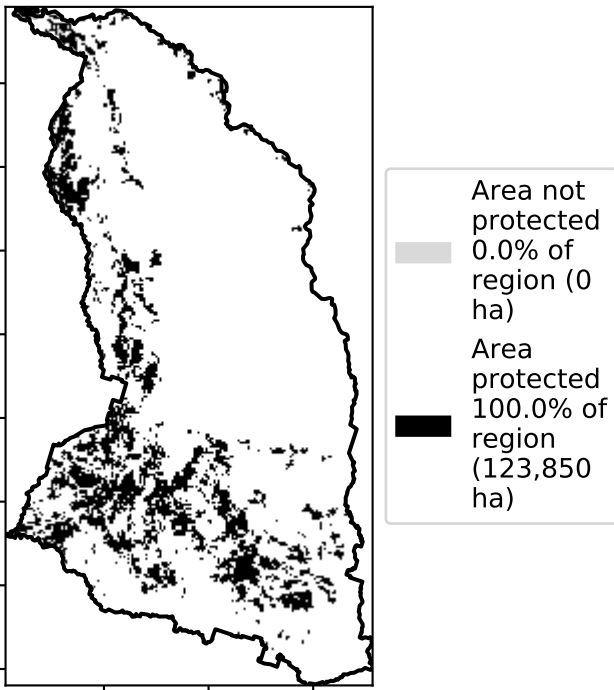 Area not
protected
0.0% of
region (0
ha)
Area
protected
100.0% of
region
(123,850
ha)